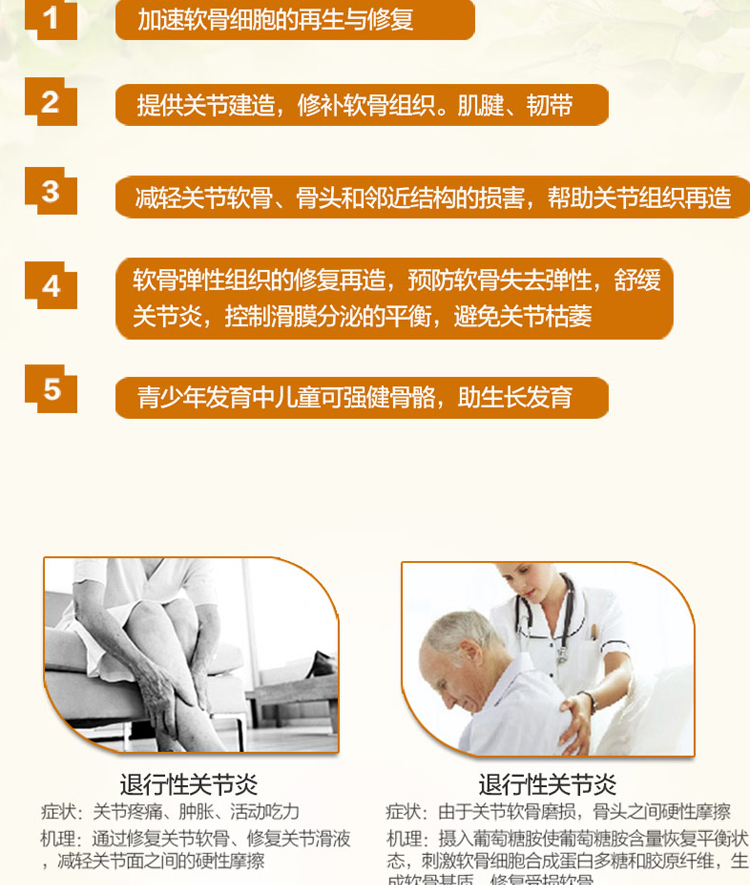 1
加速软骨细胞的再生与修复
2
提供关节建造，修补软骨组织。肌腱、韧带
3
减轻关节软骨、骨头和邻近结构的损害，帮助关节组织再造
4
软骨弹性组织的修复再造，预防软骨失去弹性，舒缓
关节炎，控制滑膜分泌的平衡，避免关节枯萎
5
青少年发育中儿童可强健骨骼，助生长发育
退行性关节炎
症状：关节疼痛、肿胀、活动吃力
机理：通过修复关节软骨、修复关节滑液
，减轻关节面之间的硬性摩擦
退行性关节炎
症状：由于关节软骨磨损，骨头之间硬性摩擦
机理：摄入葡萄糖胺使葡萄糖胺含量恢复平衡状
态，刺激软骨细胞合成蛋白多糖和胶原纤维，生
成软骨基质，修复受损软骨